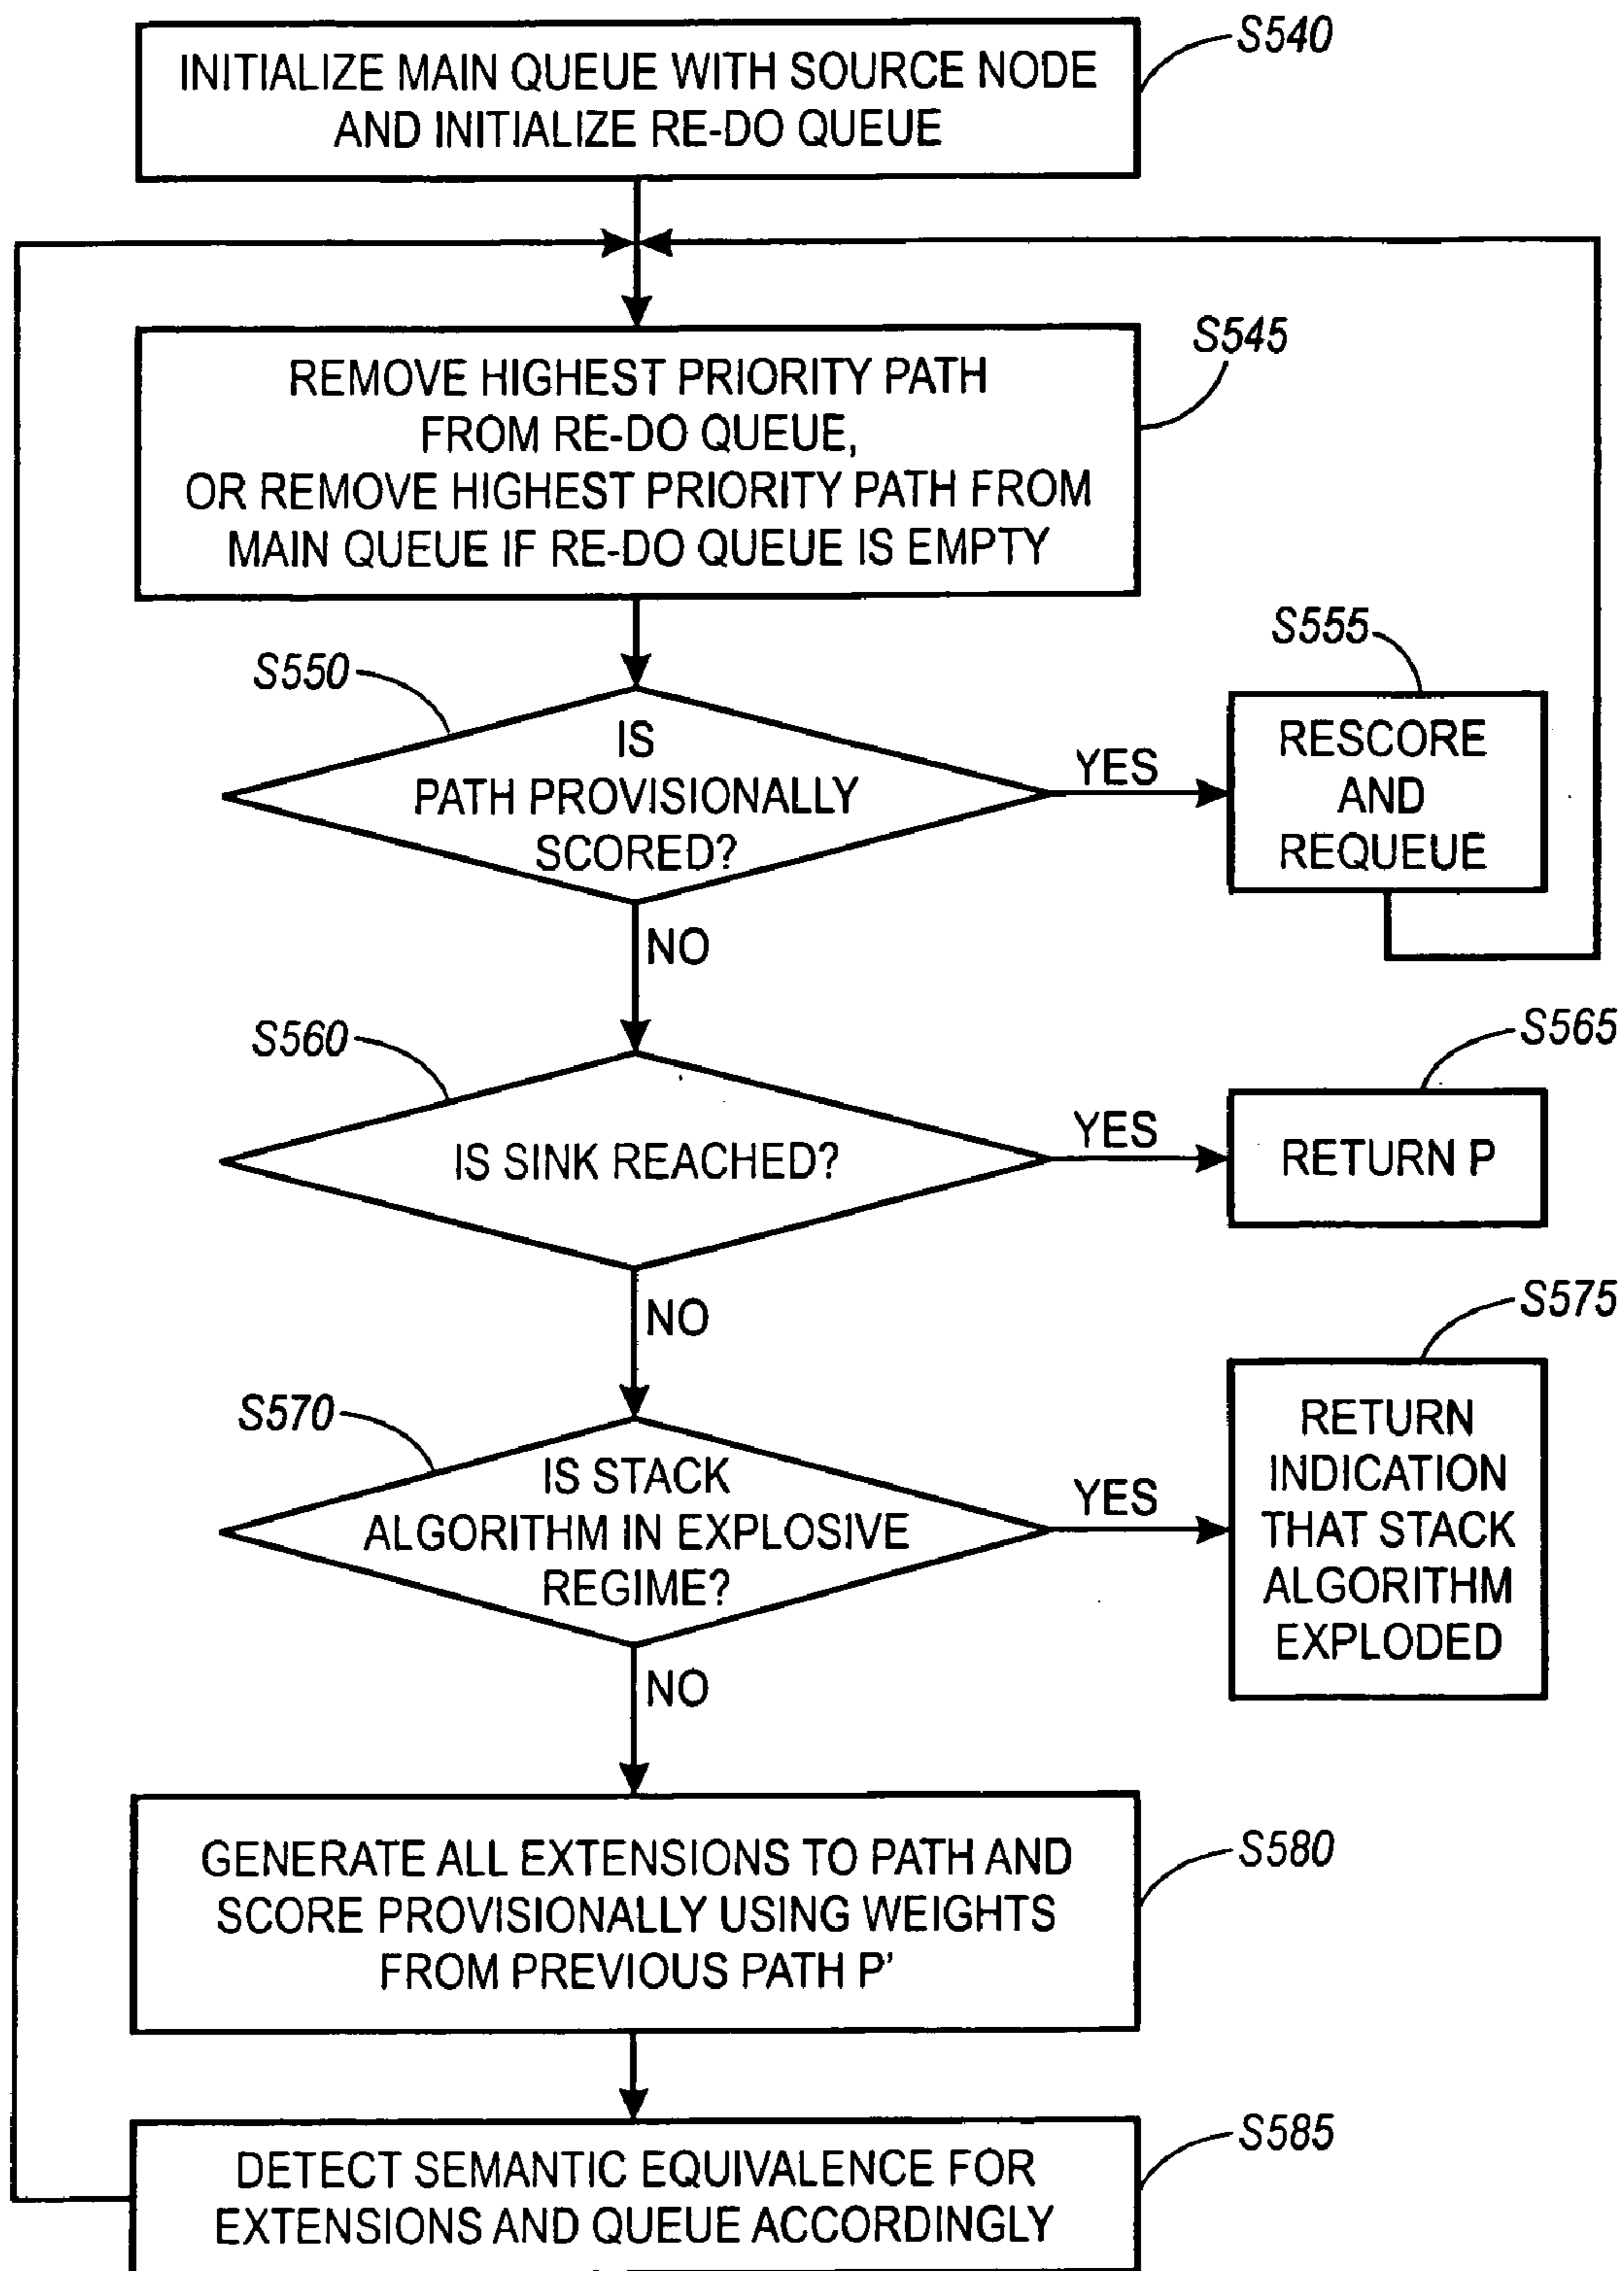 S540
INITIALIZE MAIN QUEUE WITH SOURCE NODE
AND INITIALIZE RE-DO QUEUE
S545
REMOVE HIGHEST PRIORITY PATH
FROM RE-DO QUEUE,
OR REMOVE HIGHEST PRIORITY PATH FROM
MAIN QUEUE IF RE-DO QUEUE IS EMPTY
S550
IS
PATH PROVISIONALLY
SCORED?
YES
S555
RESCORE
AND
REQUEUE
NO
S560
IS SINK REACHED?
YES
S565
RETURN P
NO
S570
IS STACK
ALGORITHM IN EXPLOSIVE
REGIME?
YES
S575
RETURN
INDICATION
THAT STACK
ALGORITHM
EXPLODED
NO
S580
GENERATE ALL EXTENSIONS TO PATH AND
SCORE PROVISIONALLY USING WEIGHTS
FROM PREVIOUS PATH P'
S585
DETECT SEMANTIC EQUIVALENCE FOR
EXTENSIONS AND QUEUE ACCORDINGLY